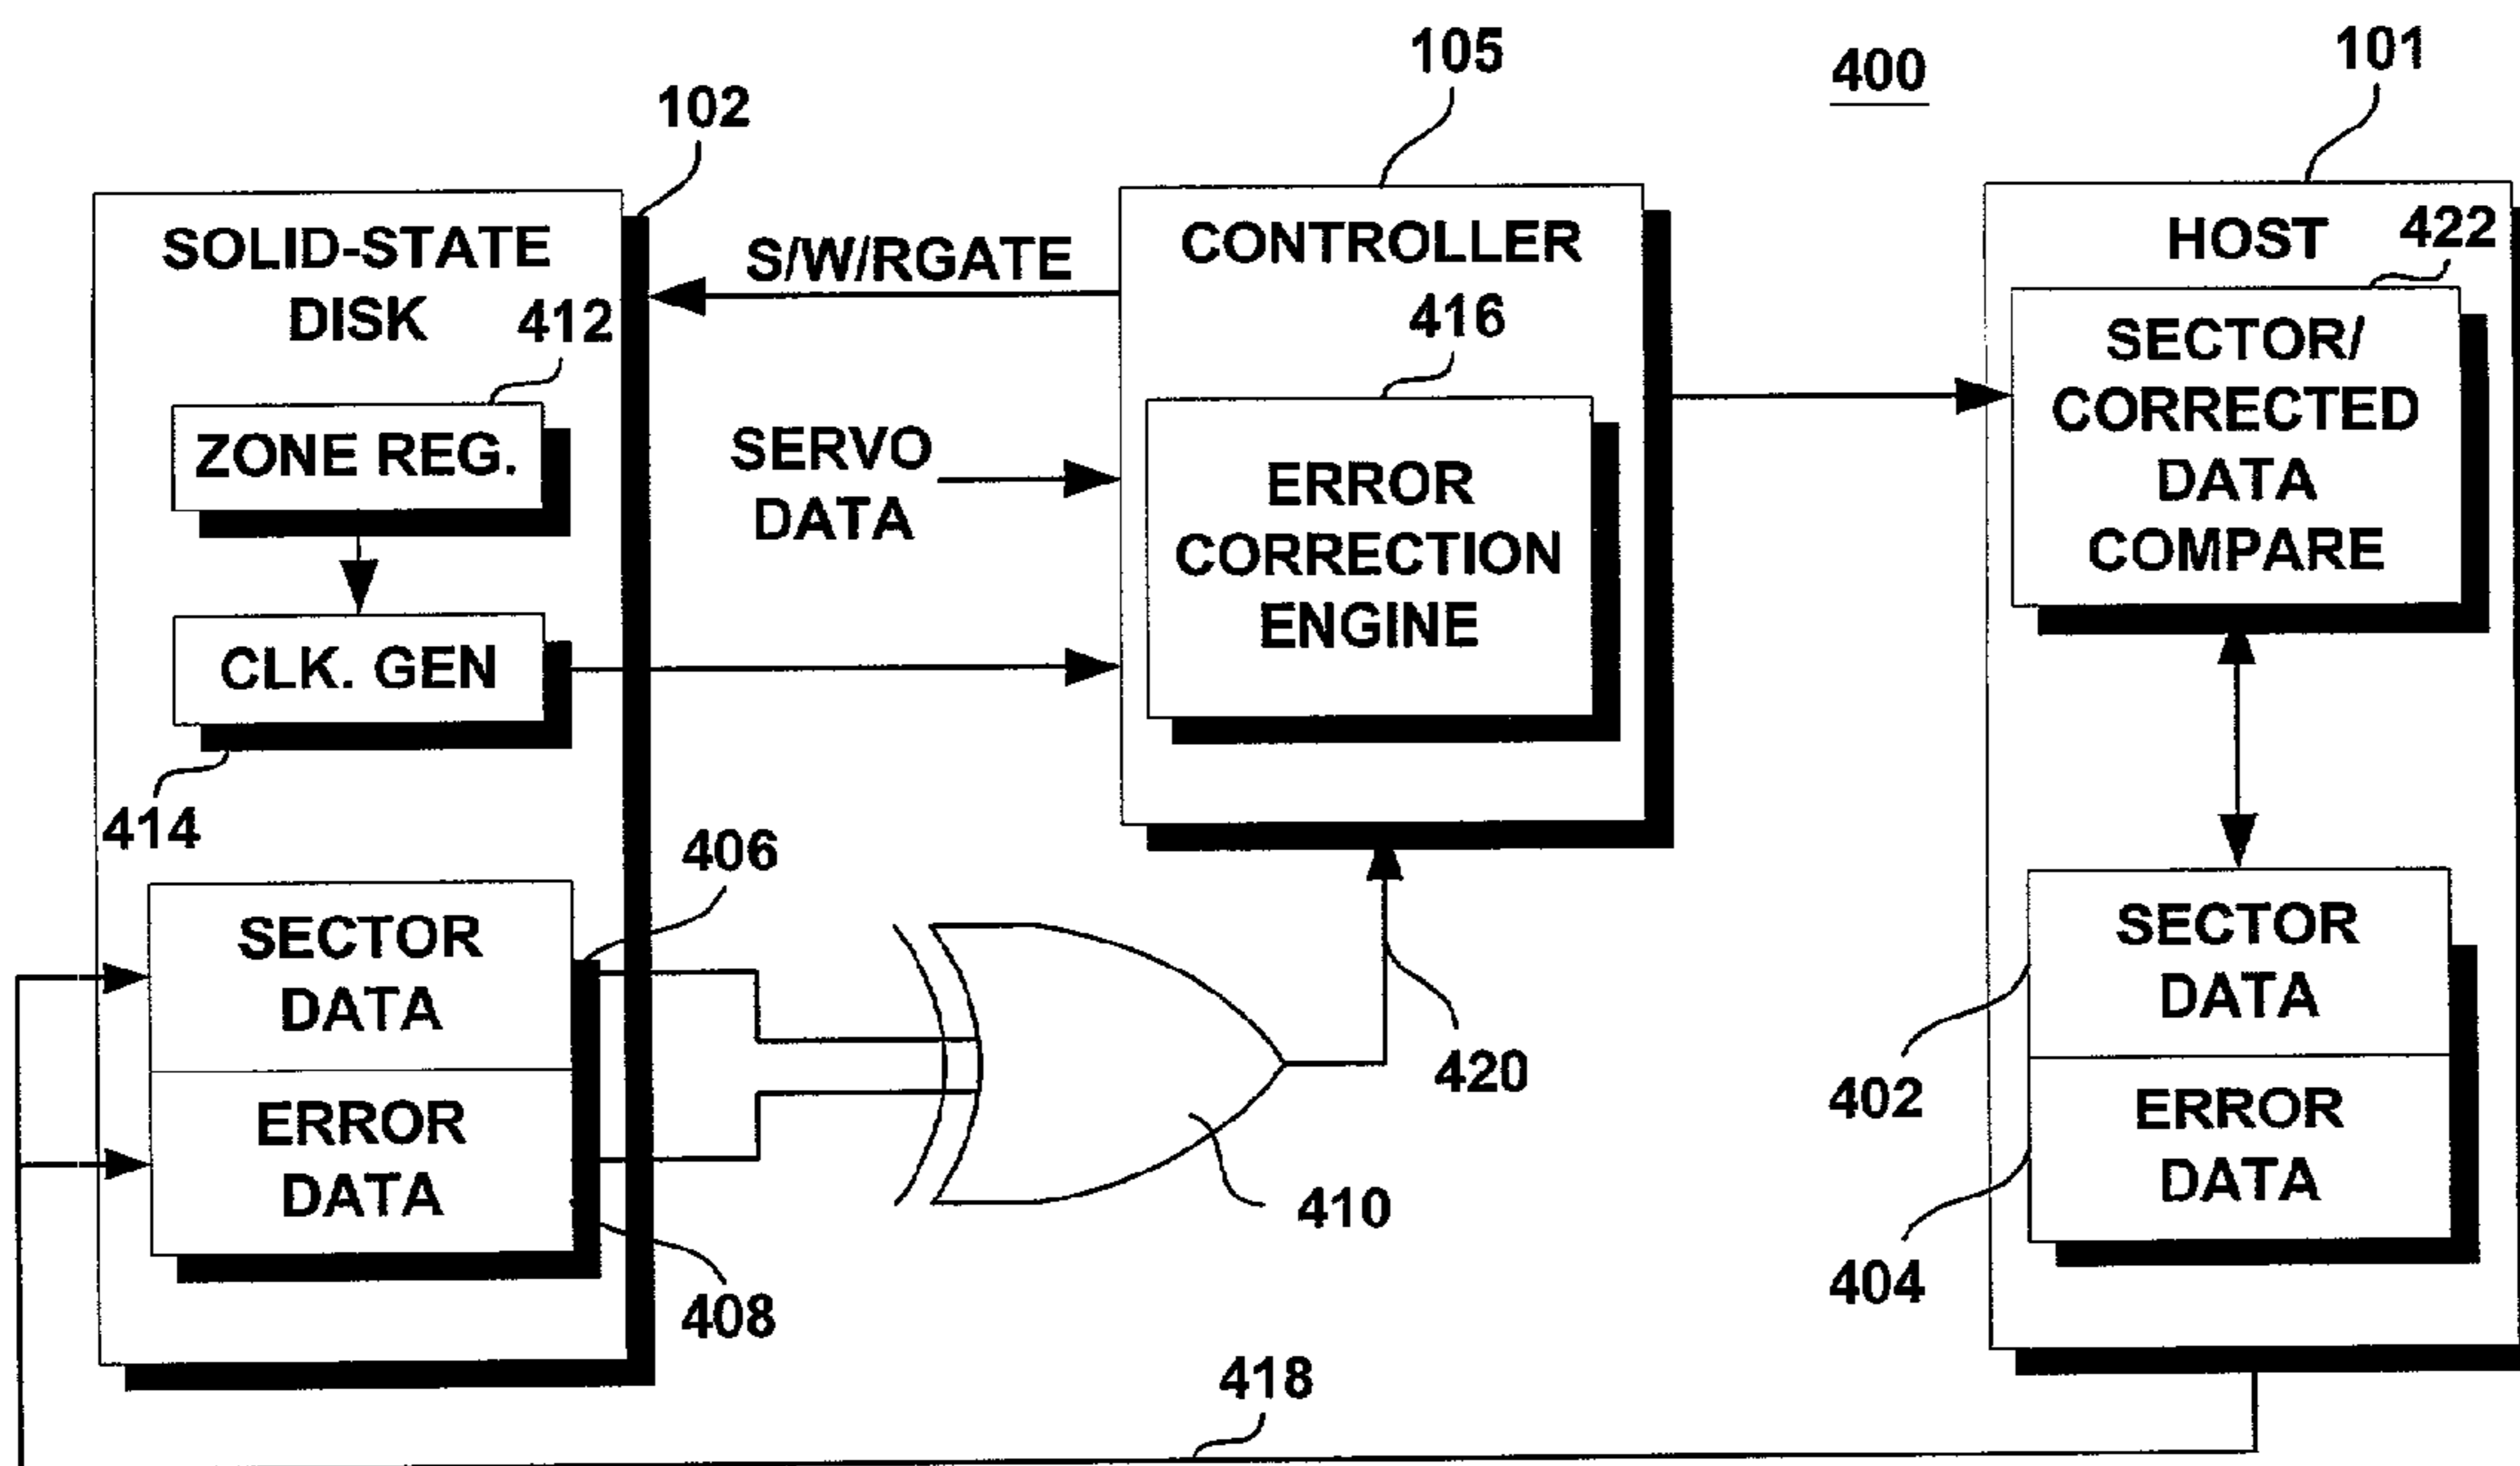 105
400
101
102
SOLID-STATE
DISK
412
ZONE REG.
CLK. GEN
414
SECTOR
DATA
ERROR
DATA
406
408
S/W/RGATE
SERVO
DATA
CONTROLLER
416
ERROR
CORRECTION
ENGINE
420
410
HOST
422
SECTOR/
CORRECTED
DATA
COMPARE
SECTOR
DATA
ERROR
DATA
402
404
418